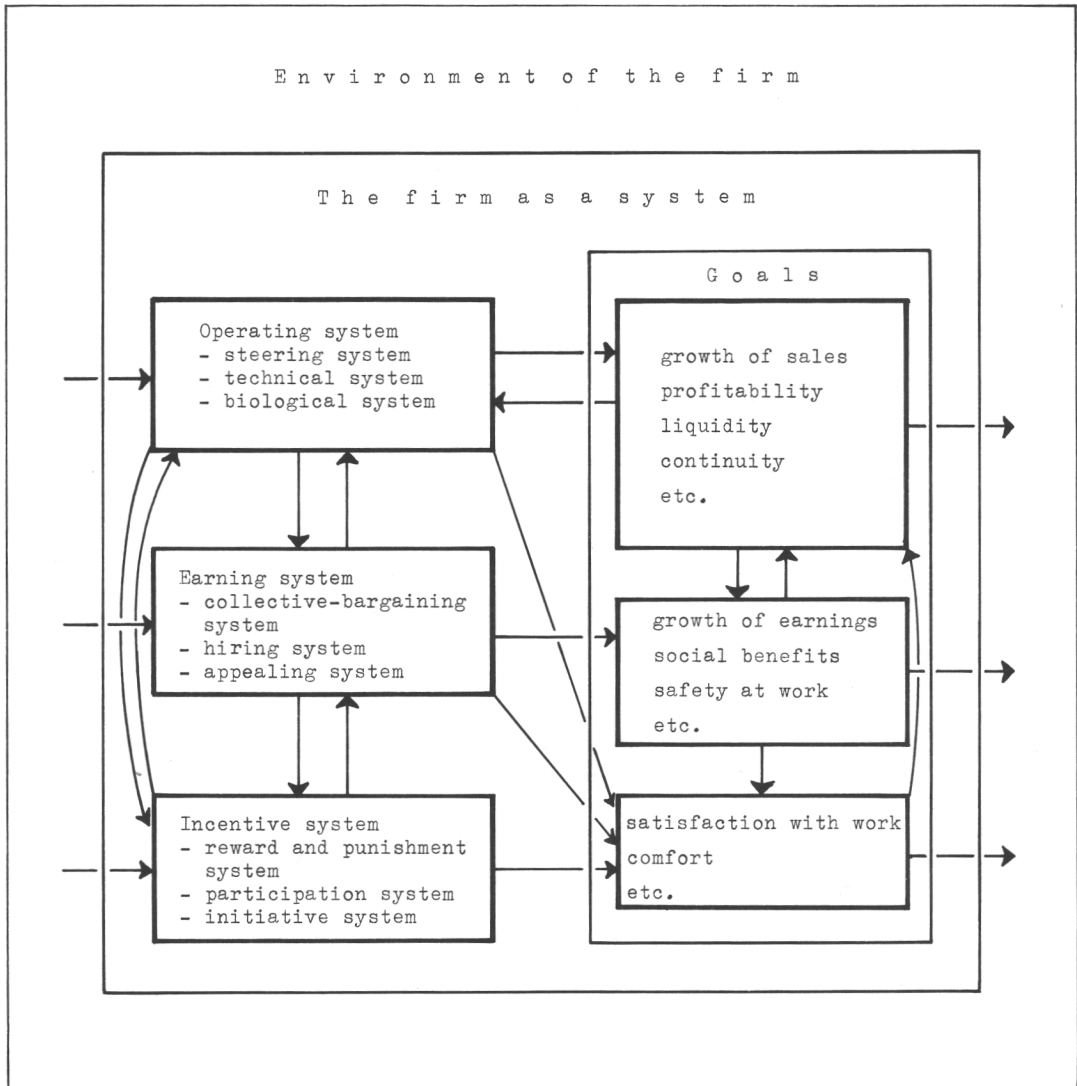 Environment of the firm
The firm as a system
Goals
Operating system
- steering system
- technical system
- biological system
growth of sales
profitability
liquidity
continuity
etc.
Earning system
- collective-bargaining
system
- hiring system
- appealing system
growth of earnings
social benefits
safety at work
etc.
Incentive system
- reward and punishment
system
- participation system
- initiative system
satisfaction with work
comfort
etc.